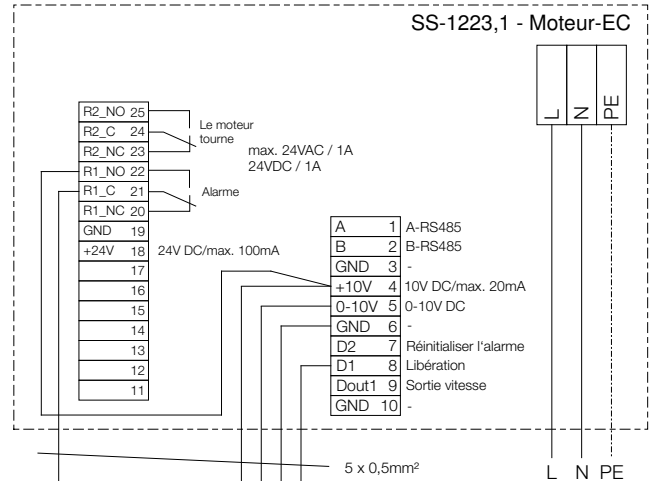 SS-1223,1 - Moteur-EC
L
N
PE
R2_NO 25
R2_C 24
R2_NC 23
R1_NO 22
R1_C 21
R1_NC 20
GND 19
+24V 18
17
16
15
14
13
12
11
Le moteur
tourne
max. 24VAC / 1A
24VDC / 1A
Alarme
24V DC/max. 100mA
A 1 A-RS485
B 2 B-RS485
GND 3 -
+10V 4 10V DC/max. 20mA
0-10V 5 0-10V DC
GND 6 -
D2 7 Réinitialiser l'alarme
D1 8 Libération
Dout1 9 Sortie vitesse
GND 10 -
5 x 0,5mm²
L N PE